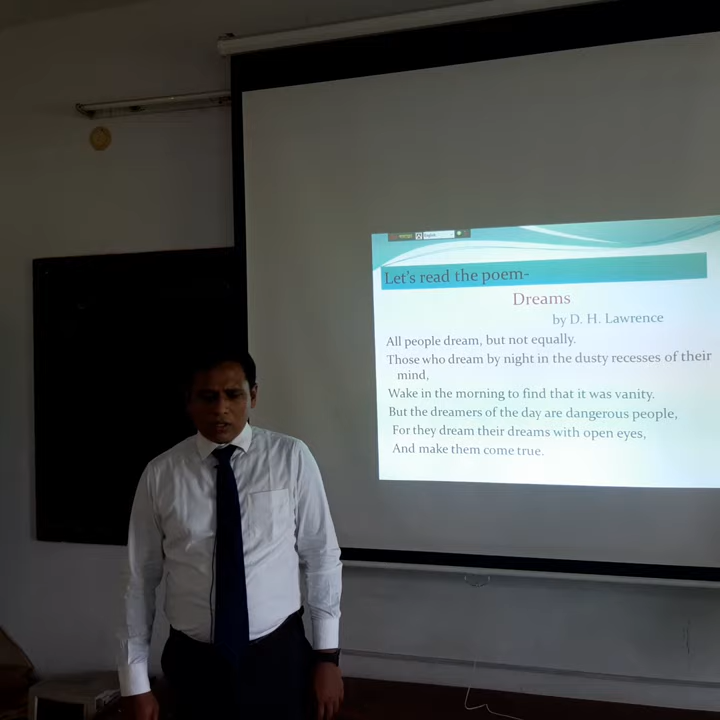 English
Let's read the poem-
Dreams
by D. H. Lawrence
All people dream, but not equally.
Those who dream by night in the dusty recesses of their
mind,
Wake in the morning to find that it was vanity.
But the dreamers of the day are dangerous people,
For they dream their dreams with open eyes,
And make them come true.